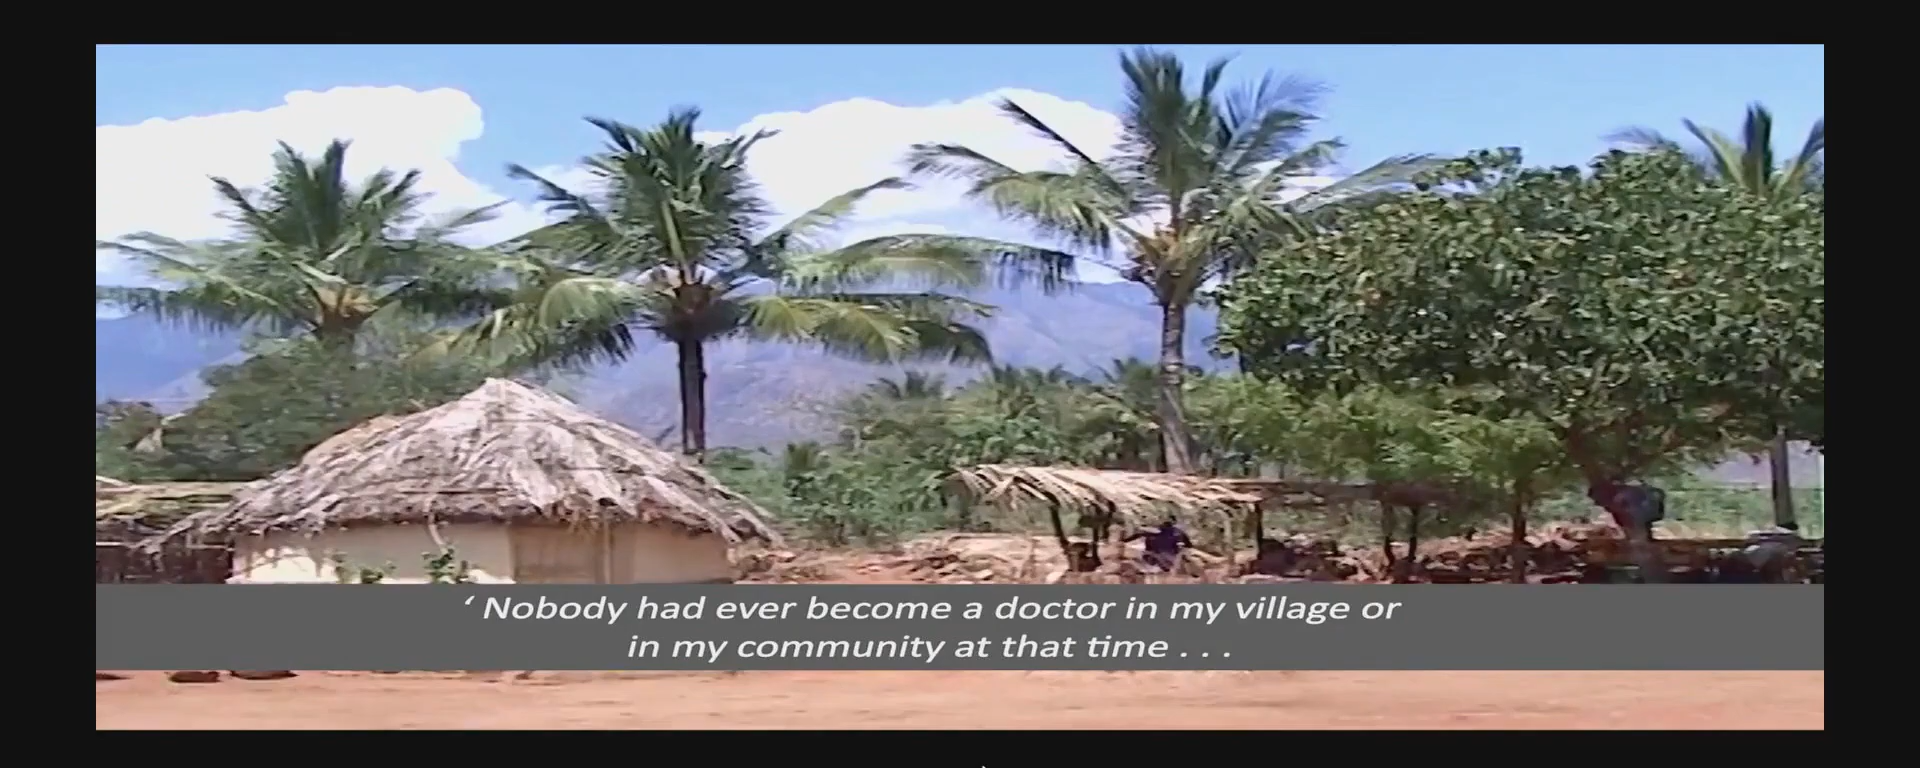 ‘ Nobody had ever become a doctor in my village or
in my community at that time . . .